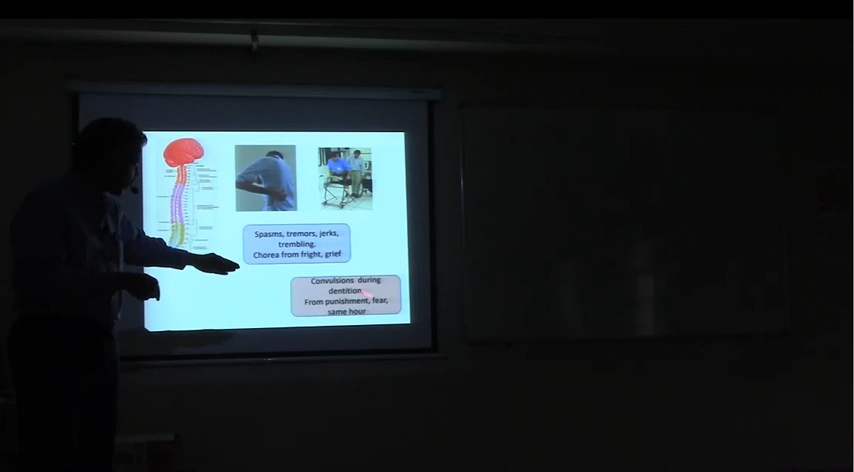 Spasms, tremors, jerks,
trembling.
Chorea from fright, grief
Convulsions during
dentition
From punishment, fear,
same hour